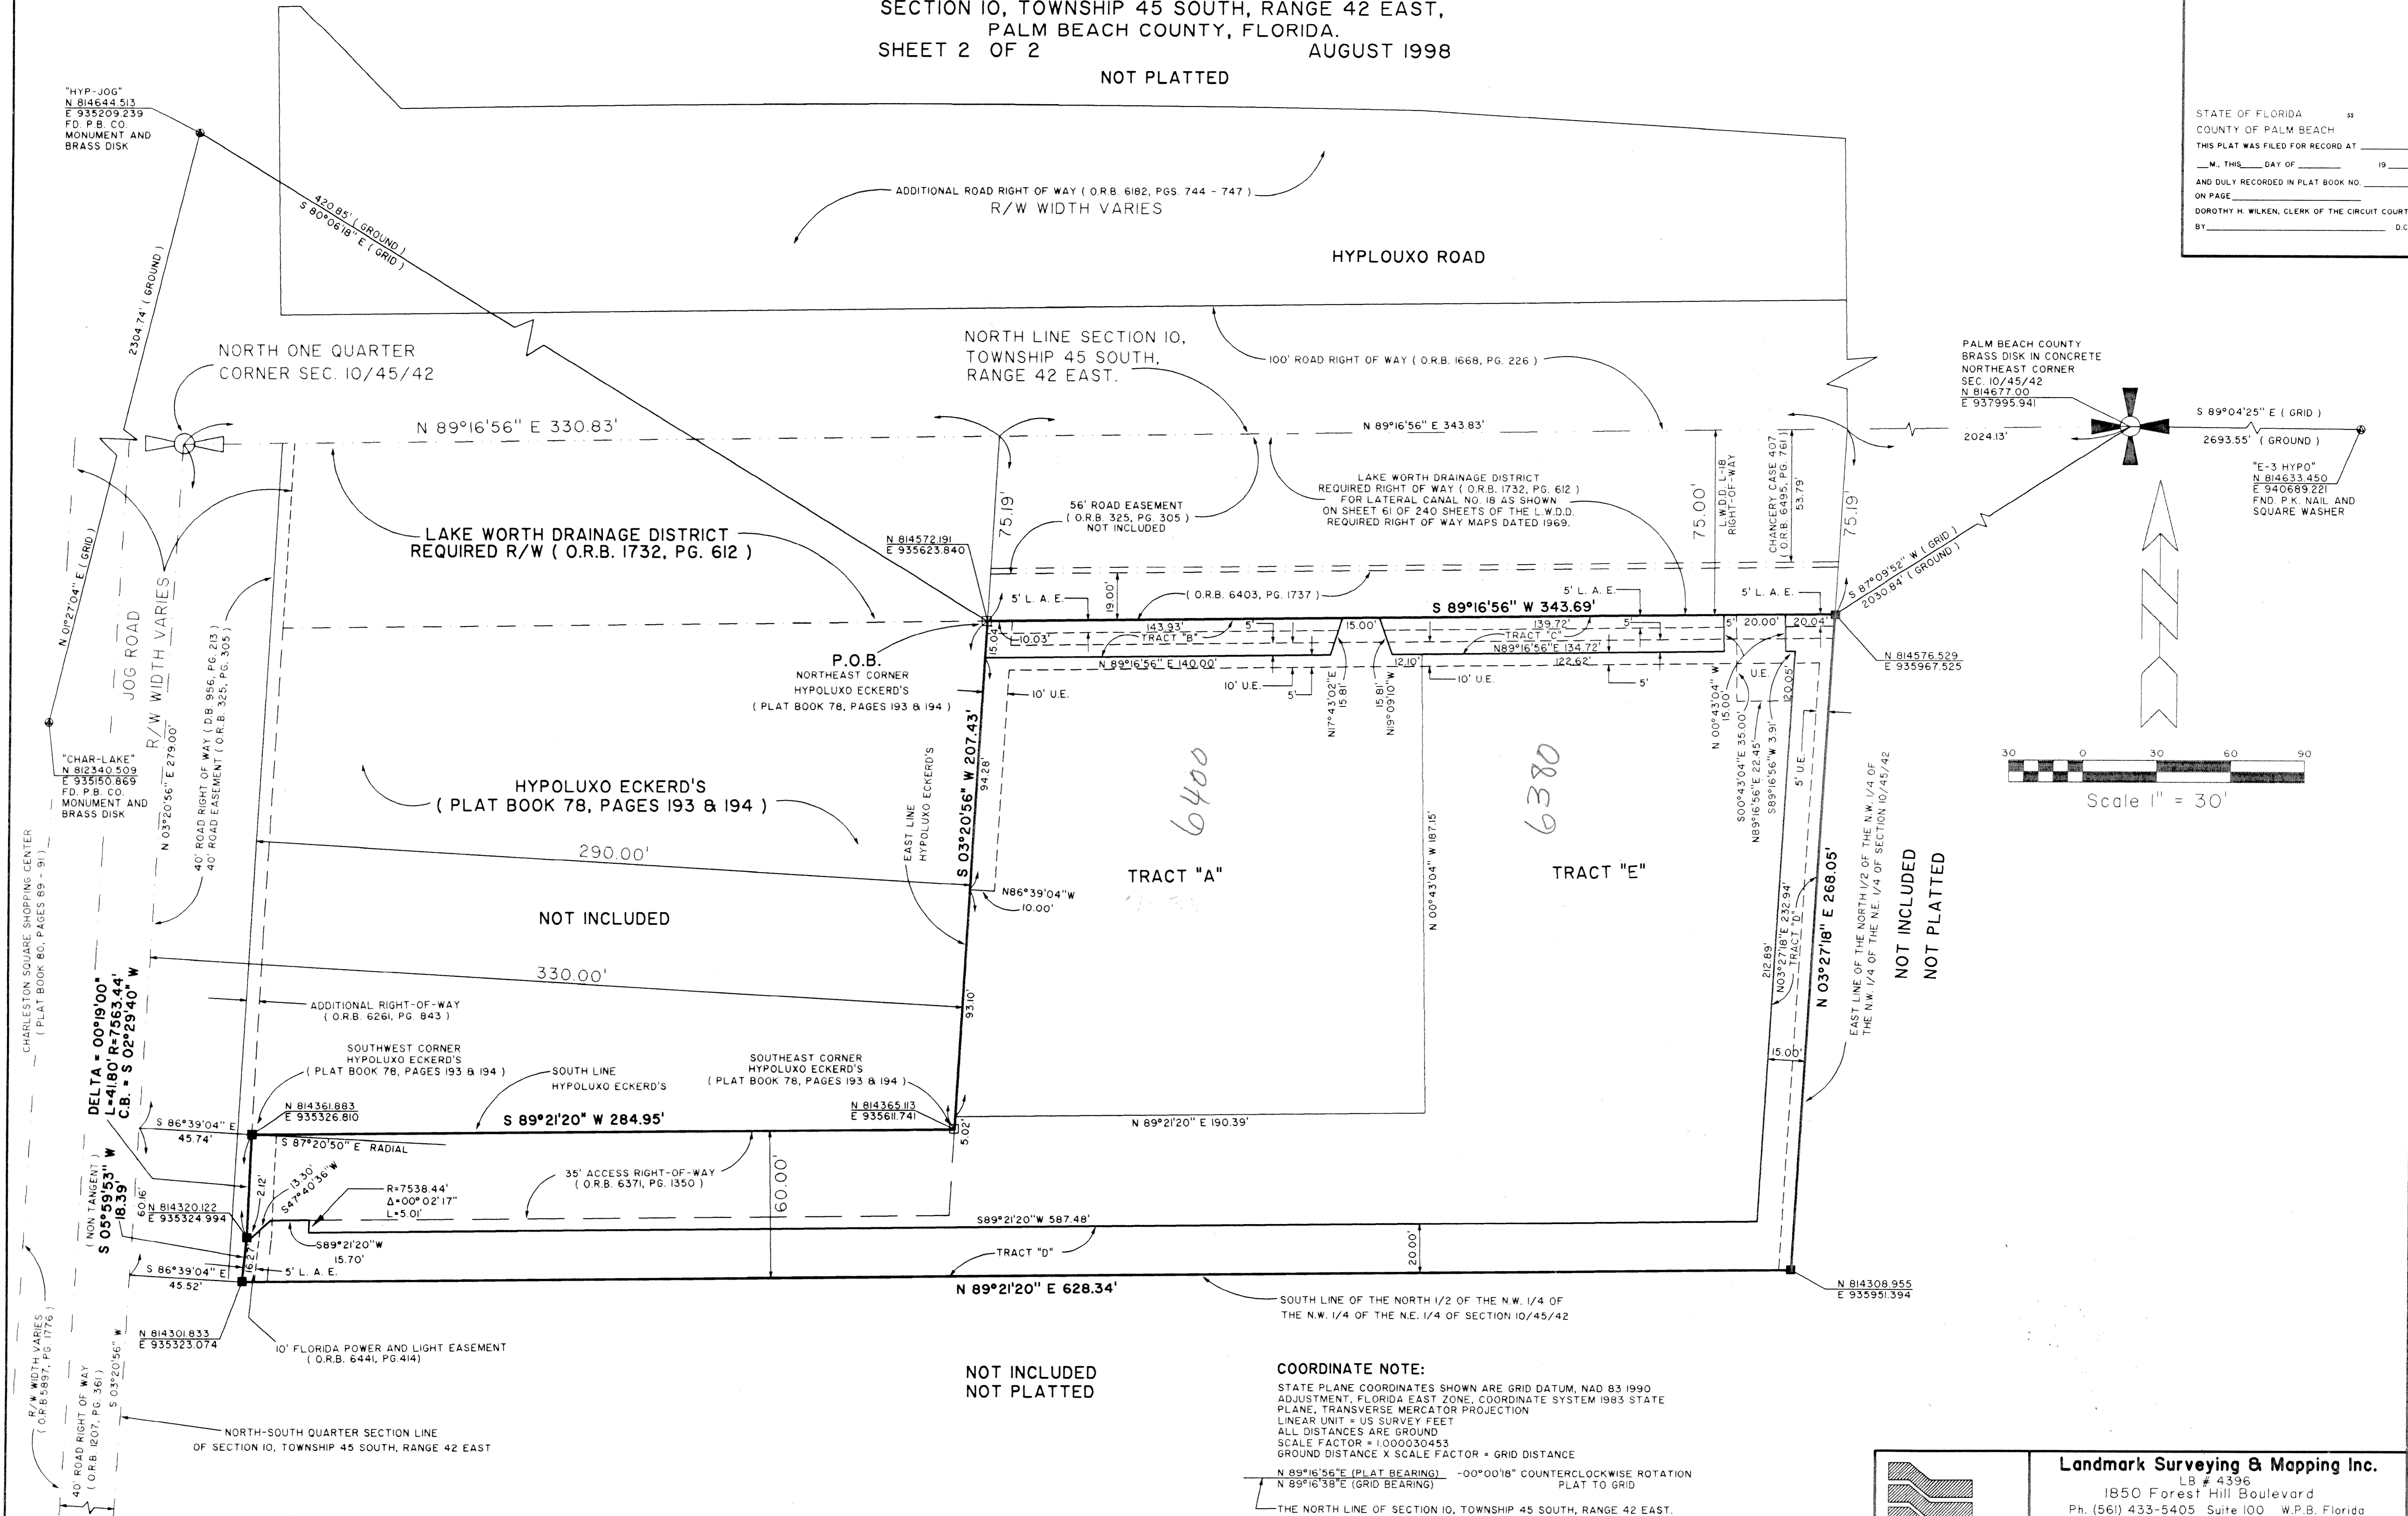 SECTION 10, TOWNSHIP 45 SOUTH, RANGE 42 EAST,
PALM BEACH COUNTY, FLORIDA.
SHEET 2 OF 2 AUGUST 1998
NOT PLATTED
"HYP-JOG"
N 814644.513
E 935209.239
FD. P.B. CO.
MONUMENT AND
BRASS DISK
STATE OF FLORIDA ss
COUNTY OF PALM BEACH
THIS PLAT WAS FILED FOR RECORD AT
M., THIS DAY OF 19
AND DULY RECORDED IN PLAT BOOK NO.
ON PAGE
DOROTHY H. WILKEN, CLERK OF THE CIRCUIT COURT
BY D.C
420.85' ( GROUND )
S 80°06'18" E ( GRID )
2304.74' ( GROUND )
N 01°27'04" E ( GRID )
ADDITIONAL ROAD RIGHT OF WAY ( O.R.B. 6182, PGS. 744 - 747 )
R/W WIDTH VARIES
HYPLOUXO ROAD
NORTH ONE QUARTER
CORNER SEC. 10/45/42
NORTH LINE SECTION 10,
TOWNSHIP 45 SOUTH,
RANGE 42 EAST.
100' ROAD RIGHT OF WAY ( O.R.B. 1668, PG. 226 )
PALM BEACH COUNTY
BRASS DISK IN CONCRETE
NORTHEAST CORNER
SEC. 10/45/42
N 814677.00
E 937995.941
S 89°04'25" E ( GRID )
2693.55' ( GROUND )
2024.13'
"E-3 HYPO"
N 814633.450
E 940689.221
FND. P.K. NAIL AND
SQUARE WASHER
N 89°16'56" E 330.83'
N 89°16'56" E 343.83'
LAKE WORTH DRAINAGE DISTRICT
REQUIRED R/W ( O.R.B. 1732, PG. 612 )
75.19'
56' ROAD EASEMENT
( O.R.B. 325, PG. 305 )
NOT INCLUDED
LAKE WORTH DRAINAGE DISTRICT
REQUIRED RIGHT OF WAY ( O.R.B. 1732, PG. 612 )
FOR LATERAL CANAL NO. 18 AS SHOWN
ON SHEET 61 OF 240 SHEETS OF THE L.W.D.D.
REQUIRED RIGHT OF WAY MAPS DATED 1969.
75.00'
L.W.D.D. L-18
RIGHT-OF-WAY
CHANCERY CASE 407
( O.R.B. 6495, PG. 761 )
53.79'
75.19'
S 87°09'52" W ( GRID )
2030.84' ( GROUND )
N 814572.191
E 935623.840
JOG ROAD
R/W WIDTH VARIES
N 03°20'56" E 279.00'
40' ROAD RIGHT OF WAY ( D.B. 956, PG. 213 )
40' ROAD EASEMENT ( O.R.B. 325, PG. 305 )
5' L. A. E.
19.00'
( O.R.B. 6403, PG. 1737 )
5' L. A. E.
S 89°16'56" W 343.69'
5' L. A. E.
15.04'
10.03'
143.93'
TRACT "B"
5'
15.00'
139.72'
TRACT "C"
5'
5'
20.00'
20.04'
N 89°16'56" E 140.00'
12.10'
N89°16'56"E 134.72'
122.62'
P.O.B.
NORTHEAST CORNER
HYPOLUXO ECKERD'S
( PLAT BOOK 78, PAGES 193 & 194 )
10' U.E.
10' U.E.
5'
N17°43'02"E
15.81'
15.81'
N19°09'10"W
10' U.E.
5'
N 00°43'04" W
15.00'
U.E.
20.05'
S00°43'04"E 35.00'
N89°16'56"E 22.45'
S89°16'56"W 3.91'
5' U.E.
N 814576.529
E 935967.525
"CHAR-LAKE"
N 812340.509
E 935150.869
FD. P.B. CO.
MONUMENT AND
BRASS DISK
HYPOLUXO ECKERD'S
( PLAT BOOK 78, PAGES 193 & 194 )
EAST LINE
HYPOLUXO ECKERD'S
S 03°20'56" W 207.43'
94.28'
6400
6380
30 0 30 60 90
Scale 1" = 30'
290.00'
N86°39'04"W
10.00'
TRACT "A"
N 00°43'04" W 187.15'
TRACT "E"
NOT INCLUDED
330.00'
93.10'
212.89'
N03°27'18"E 232.94'
TRACT "D"
N 03°27'18" E 268.05'
EAST LINE OF THE NORTH 1/2 OF THE N.W. 1/4 OF
THE N.W. 1/4 OF THE N.E. 1/4 OF SECTION 10/45/42
NOT INCLUDED
NOT PLATTED
CHARLESTON SQUARE SHOPPING CENTER
( PLAT BOOK 80, PAGES 89 - 91 )
DELTA = 00°19'00"
L=41.80' R=7563.44'
C.B. = S 02°29'40" W
ADDITIONAL RIGHT-OF-WAY
( O.R.B. 6261, PG. 843 )
SOUTHWEST CORNER
HYPOLUXO ECKERD'S
( PLAT BOOK 78, PAGES 193 & 194 )
SOUTH LINE
HYPOLUXO ECKERD'S
SOUTHEAST CORNER
HYPOLUXO ECKERD'S
( PLAT BOOK 78, PAGES 193 & 194 )
15.00'
N 814361.883
E 935326.810
S 89°21'20" W 284.95'
N 814365.113
E 935611.741
5.02'
N 89°21'20" E 190.39'
S 86°39'04" E
45.74'
S 87°20'50" E RADIAL
( NON TANGENT )
S 05°59'53" W
18.39'
60.16'
2.12'
13.30'
S47°40'36"W
R=7538.44'
Δ=00°02'17"
L=5.01'
35' ACCESS RIGHT-OF-WAY
( O.R.B. 6371, PG. 1350 )
60.00'
N 814320.122
E 935324.994
S89°21'20"W
15.70'
S89°21'20"W 587.48'
TRACT "D"
20.00'
16.27'
5' L. A. E.
S 86°39'04" E
45.52'
N 89°21'20" E 628.34'
N 814308.955
E 935951.394
SOUTH LINE OF THE NORTH 1/2 OF THE N.W. 1/4 OF
THE N.W. 1/4 OF THE N.E. 1/4 OF SECTION 10/45/42
N 814301.833
E 935323.074
10' FLORIDA POWER AND LIGHT EASEMENT
( O.R.B. 6441, PG.414)
R/W WIDTH VARIES
( O.R.B.5897, PG 1776 )
40' ROAD RIGHT OF WAY
( O.R.B. 1207, PG. 361 )
S 03°20'56" W
NORTH-SOUTH QUARTER SECTION LINE
OF SECTION 10, TOWNSHIP 45 SOUTH, RANGE 42 EAST
NOT INCLUDED
NOT PLATTED
COORDINATE NOTE:
STATE PLANE COORDINATES SHOWN ARE GRID DATUM, NAD 83 1990
ADJUSTMENT, FLORIDA EAST ZONE, COORDINATE SYSTEM 1983 STATE
PLANE, TRANSVERSE MERCATOR PROJECTION
LINEAR UNIT = US SURVEY FEET
ALL DISTANCES ARE GROUND
SCALE FACTOR = 1.000030453
GROUND DISTANCE X SCALE FACTOR = GRID DISTANCE
N 89°16'56"E (PLAT BEARING) -00°00'18" COUNTERCLOCKWISE ROTATION
N 89°16'38"E (GRID BEARING) PLAT TO GRID
THE NORTH LINE OF SECTION 10, TOWNSHIP 45 SOUTH, RANGE 42 EAST.
Landmark Surveying & Mapping Inc.
LB # 4396
1850 Forest Hill Boulevard
Ph. (561) 433-5405 Suite 100 W.P.B. Florida